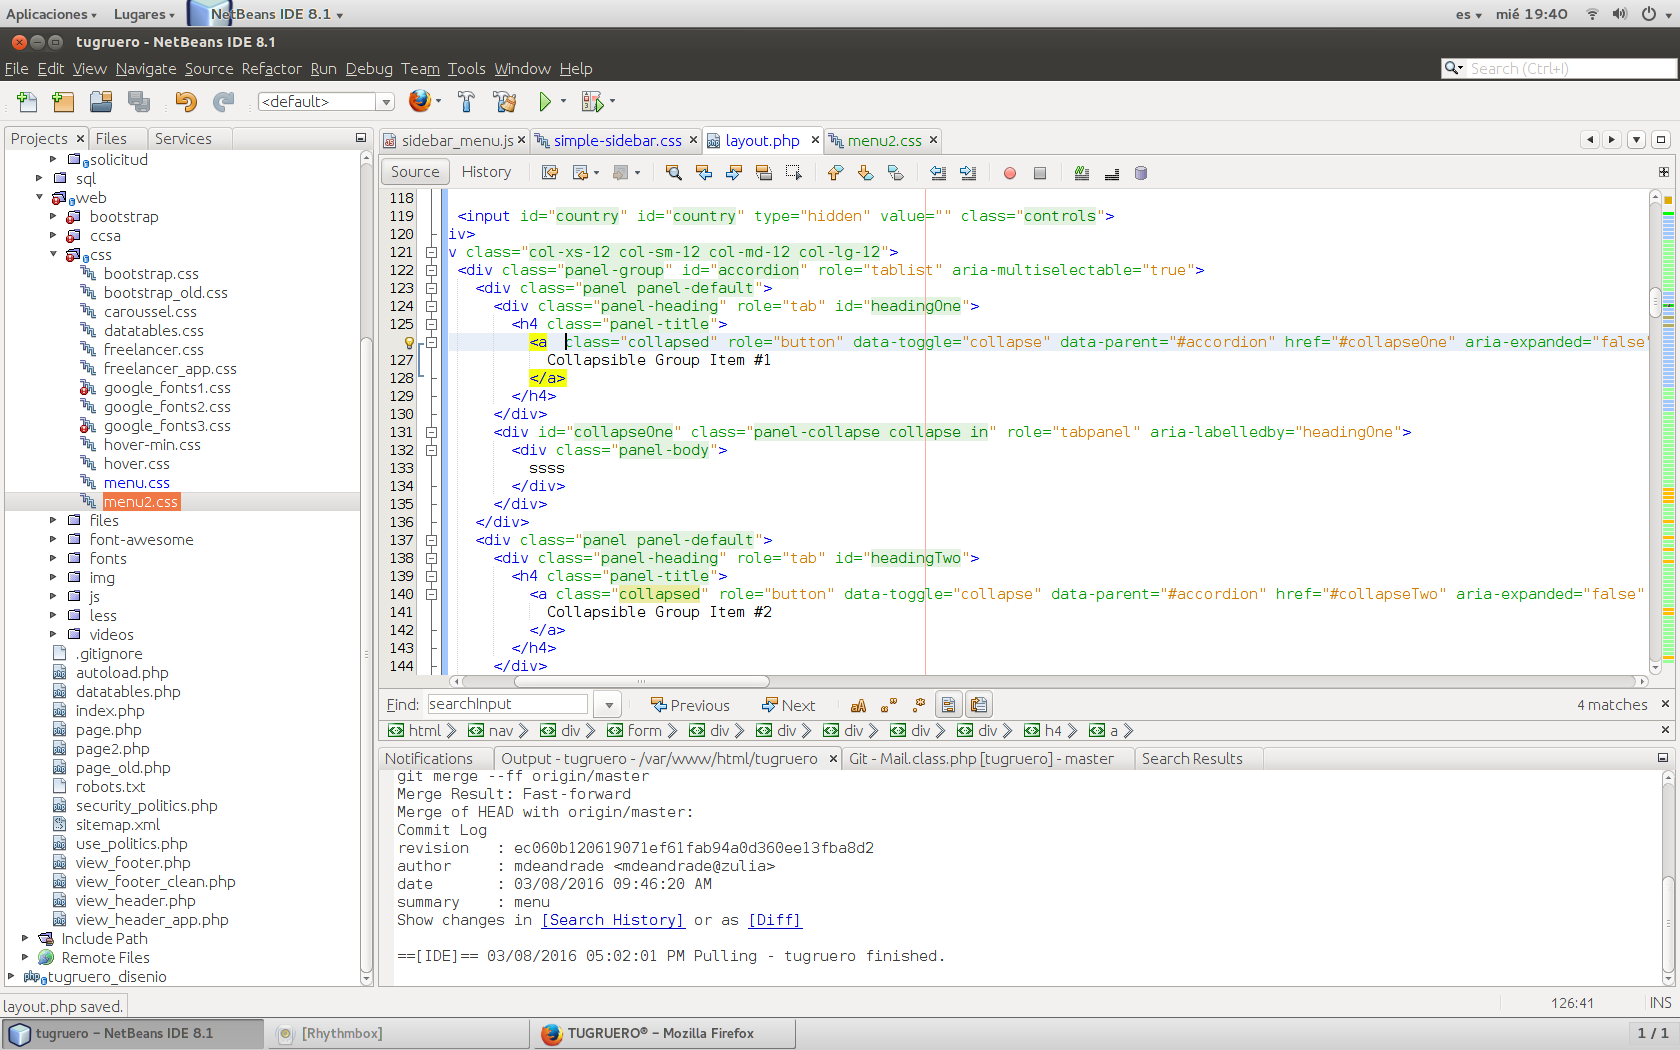 Aplicaciones Lugares NetBeans IDE 8.1 es mié 19:40
tugruero - NetBeans IDE 8.1
File Edit View Navigate Source Refactor Run Debug Team Tools Window Help Search (Ctrl+I)
<default>
Projects Files Services
solicitud
sql
web
bootstrap
ccsa
css
bootstrap.css
bootstrap_old.css
caroussel.css
datatables.css
freelancer.css
freelancer_app.css
google_fonts1.css
google_fonts2.css
google_fonts3.css
hover-min.css
hover.css
menu.css
menu2.css
files
font-awesome
fonts
img
js
less
videos
.gitignore
autoload.php
datatables.php
index.php
page.php
page2.php
page_old.php
robots.txt
security_politics.php
sitemap.xml
use_politics.php
view_footer.php
view_footer_clean.php
view_header.php
view_header_app.php
Include Path
Remote Files
tugruero_disenio
sidebar_menu.js simple-sidebar.css layout.php menu2.css
Source History
118
119 <input id="country" id="country" type="hidden" value="" class="controls">
120 iv>
121 v class="col-xs-12 col-sm-12 col-md-12 col-lg-12">
122 <div class="panel-group" id="accordion" role="tablist" aria-multiselectable="true">
123 <div class="panel panel-default">
124 <div class="panel-heading" role="tab" id="headingOne">
125 <h4 class="panel-title">
<a  class="collapsed" role="button" data-toggle="collapse" data-parent="#accordion" href="#collapseOne" aria-expanded="false"
127 Collapsible Group Item #1
128 </a>
129 </h4>
130 </div>
131 <div id="collapseOne" class="panel-collapse collapse in" role="tabpanel" aria-labelledby="headingOne">
132 <div class="panel-body">
133 ssss
134 </div>
135 </div>
136 </div>
137 <div class="panel panel-default">
138 <div class="panel-heading" role="tab" id="headingTwo">
139 <h4 class="panel-title">
140 <a class="collapsed" role="button" data-toggle="collapse" data-parent="#accordion" href="#collapseTwo" aria-expanded="false"
141 Collapsible Group Item #2
142 </a>
143 </h4>
144 </div>
Find: searchInput Previous Next 4 matches
html nav div form div div div div div h4 a
Notifications Output - tugruero - /var/www/html/tugruero Git - Mail.class.php [tugruero] - master Search Results
git merge --ff origin/master
Merge Result: Fast-forward
Merge of HEAD with origin/master:
Commit Log
revision : ec060b120619071ef61fab94a0d360ee13fba8d2
author : mdeandrade <mdeandrade@zulia>
date : 03/08/2016 09:46:20 AM
summary : menu
Show changes in [Search History] or as [Diff]
==[IDE]== 03/08/2016 05:02:01 PM Pulling - tugruero finished.
layout.php saved. 126:41 INS
tugruero - NetBeans IDE 8.1 [Rhythmbox] TUGRUERO® - Mozilla Firefox 1 / 1